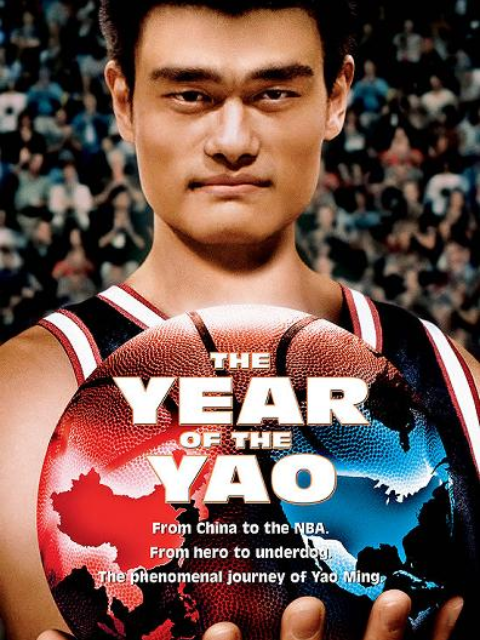 THE
YEAR
OF THE
YAO
From China to the NBA.
From hero to underdog.
The phenomenal journey of Yao Ming.